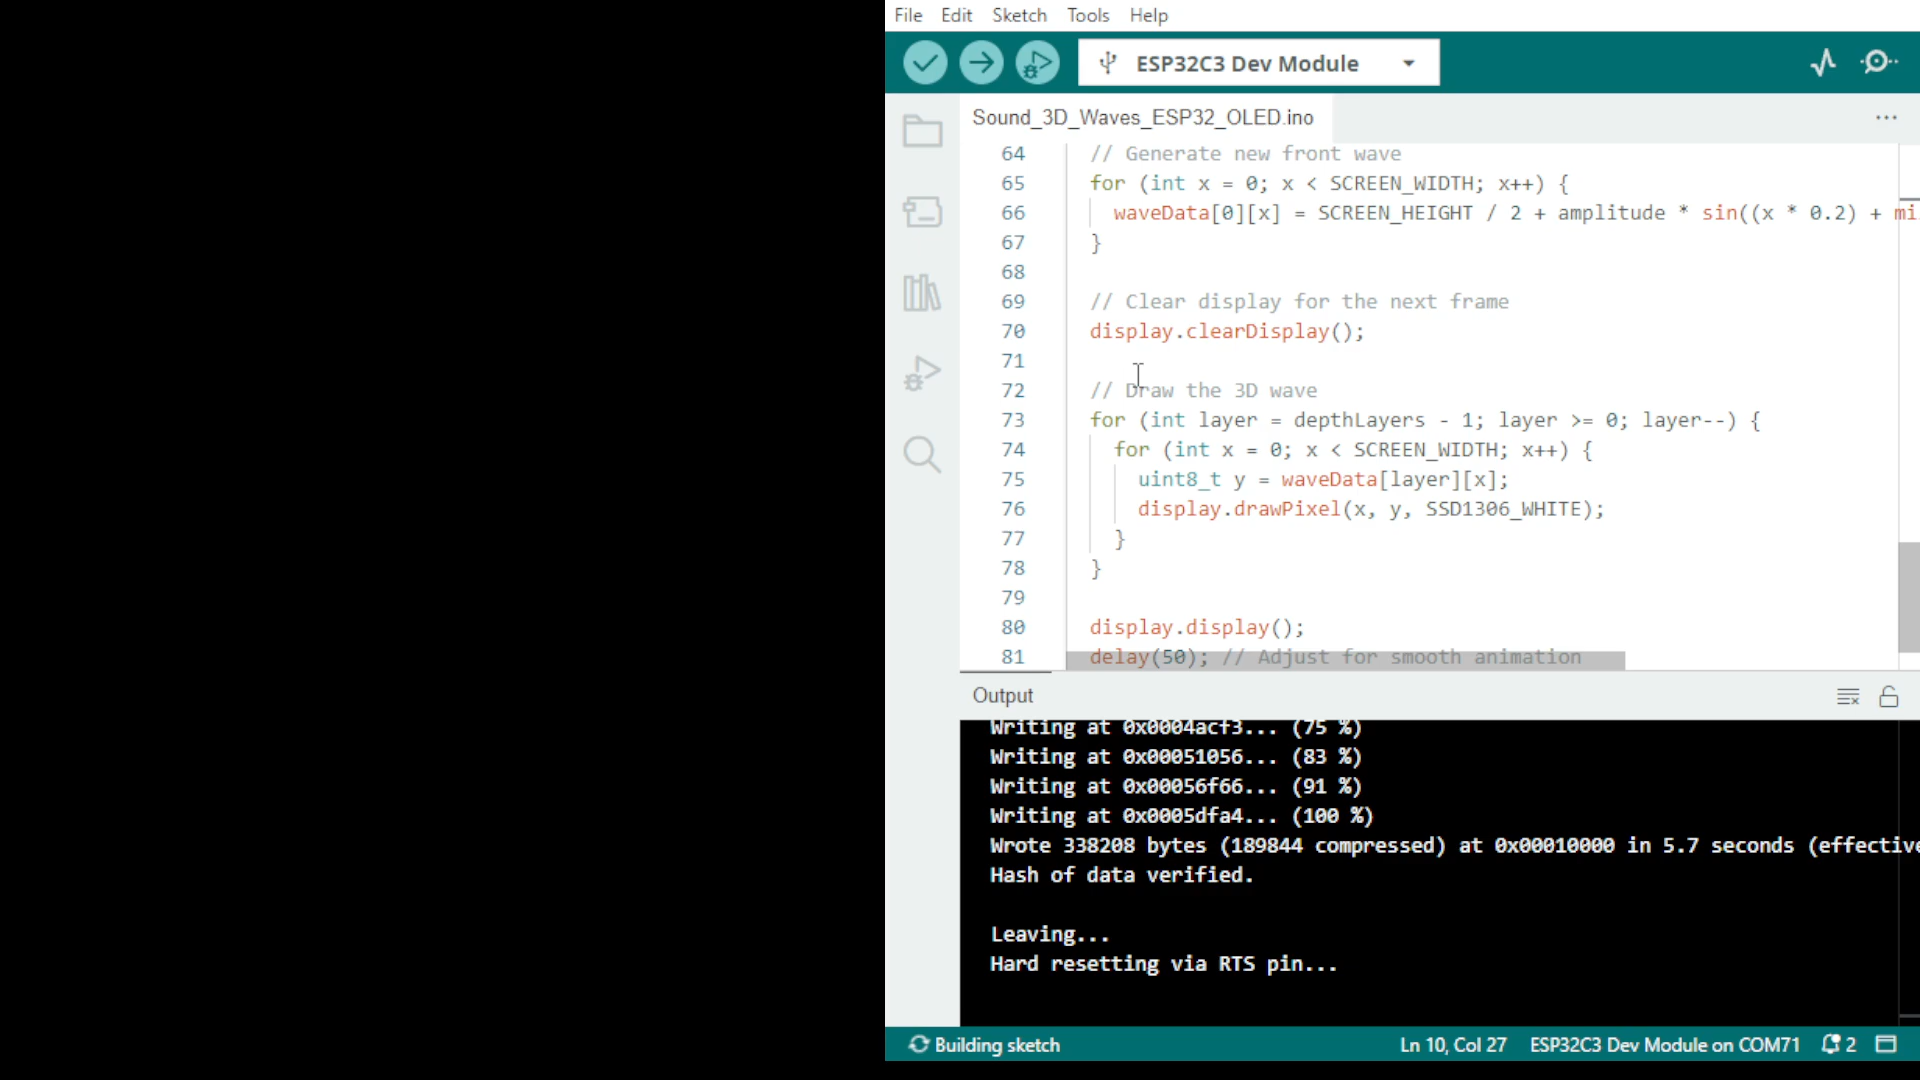 File Edit Sketch Tools Help
ESP32C3 Dev Module
Sound_3D_Waves_ESP32_OLED.ino
64 // Generate new front wave
65 for (int x = 0; x < SCREEN_WIDTH; x++) {
66 waveData[0][x] = SCREEN_HEIGHT / 2 + amplitude * sin((x * 0.2) + mi
67 }
68
69 // Clear display for the next frame
70 display.clearDisplay();
71
72 // Draw the 3D wave
73 for (int layer = depthLayers - 1; layer >= 0; layer--) {
74 for (int x = 0; x < SCREEN_WIDTH; x++) {
75 uint8_t y = waveData[layer][x];
76 display.drawPixel(x, y, SSD1306_WHITE);
77 }
78 }
79
80 display.display();
81 delay(50); // Adjust for smooth animation
Output
Writing at 0x0004acf3... (75 %)
Writing at 0x00051056... (83 %)
Writing at 0x00056f66... (91 %)
Writing at 0x0005dfa4... (100 %)
Wrote 338208 bytes (189844 compressed) at 0x00010000 in 5.7 seconds (effective
Hash of data verified.
Leaving...
Hard resetting via RTS pin...
Building sketch Ln 10, Col 27 ESP32C3 Dev Module on COM71 2